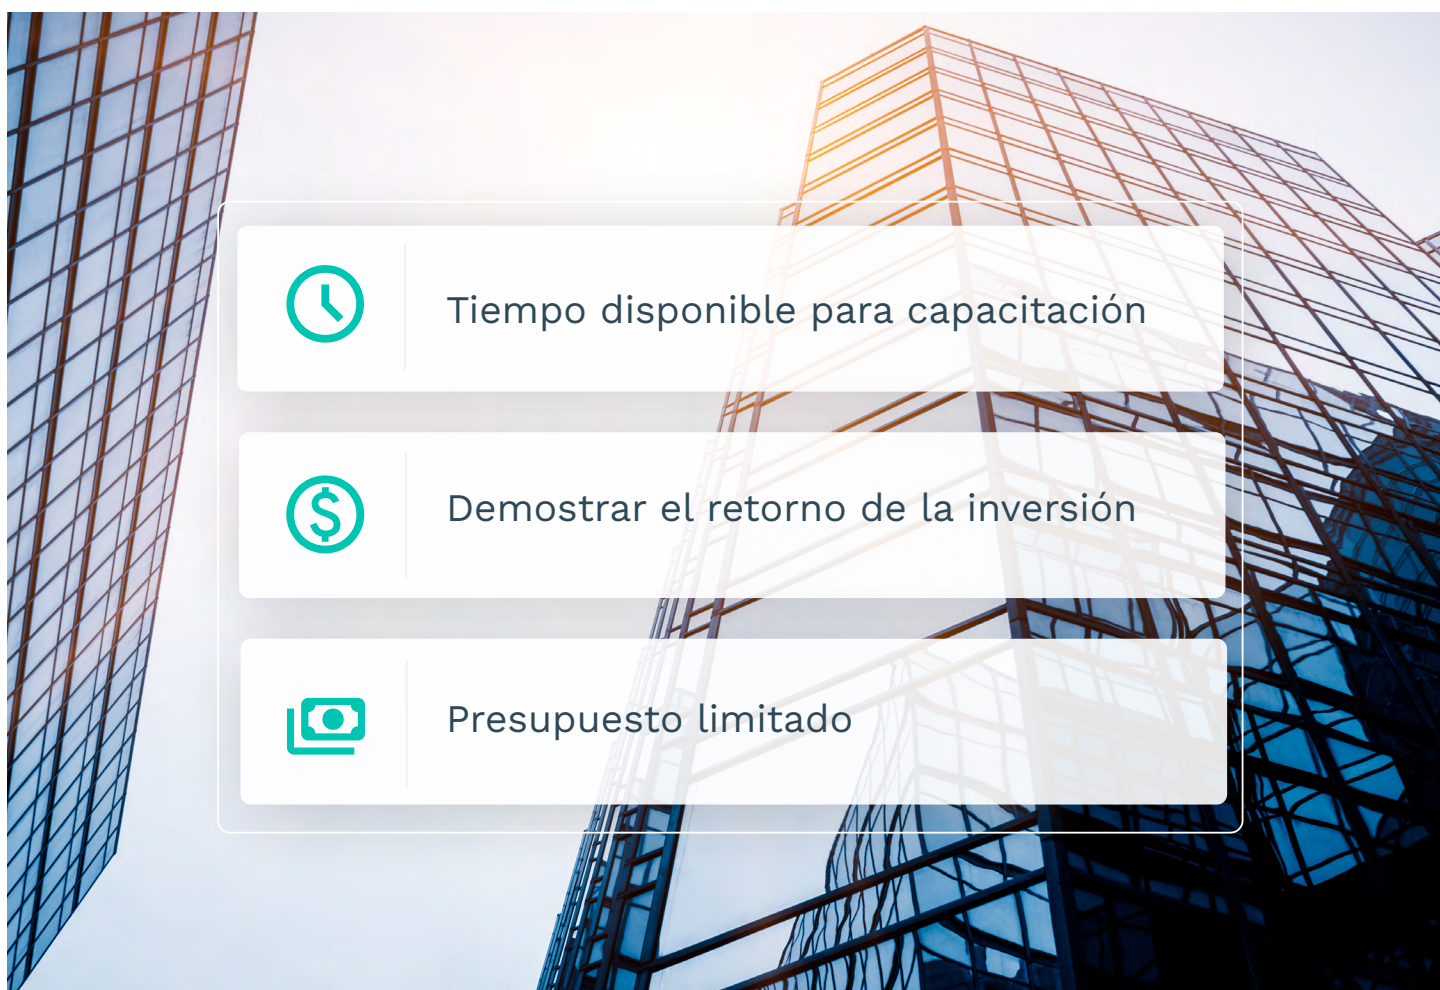 Tiempo disponible para capacitación
Demostrar el retorno de la inversión
Presupuesto limitado